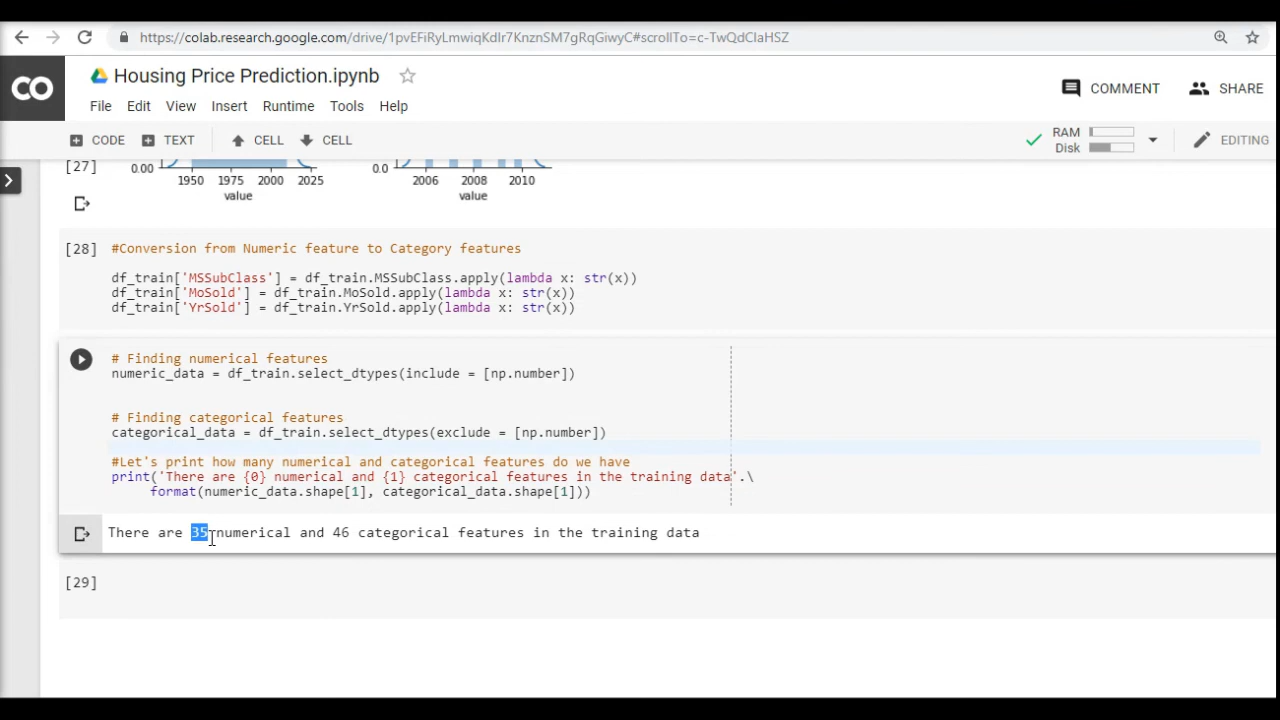 https://colab.research.google.com/drive/1pvEFiRyLmwiqKdIr7KnznSM7gRqGiwyC#scrollTo=c-TwQdCIaHSZ
CO
Housing Price Prediction.ipynb
COMMENT
SHARE
File Edit View Insert Runtime Tools Help
CODE TEXT CELL CELL
RAM
Disk
EDITING
[27]
0.00
0.0
1950 1975 2000 2025
2006 2008 2010
value
value
[28]
#Conversion from Numeric feature to Category features
df_train['MSSubClass'] = df_train.MSSubClass.apply(lambda x: str(x))
df_train['MoSold'] = df_train.MoSold.apply(lambda x: str(x))
df_train['YrSold'] = df_train.YrSold.apply(lambda x: str(x))
# Finding numerical features
numeric_data = df_train.select_dtypes(include = [np.number])
# Finding categorical features
categorical_data = df_train.select_dtypes(exclude = [np.number])
#Let's print how many numerical and categorical features do we have
print('There are {0} numerical and {1} categorical features in the training data'.\
format(numeric_data.shape[1], categorical_data.shape[1]))
There are 35 numerical and 46 categorical features in the training data
[29]